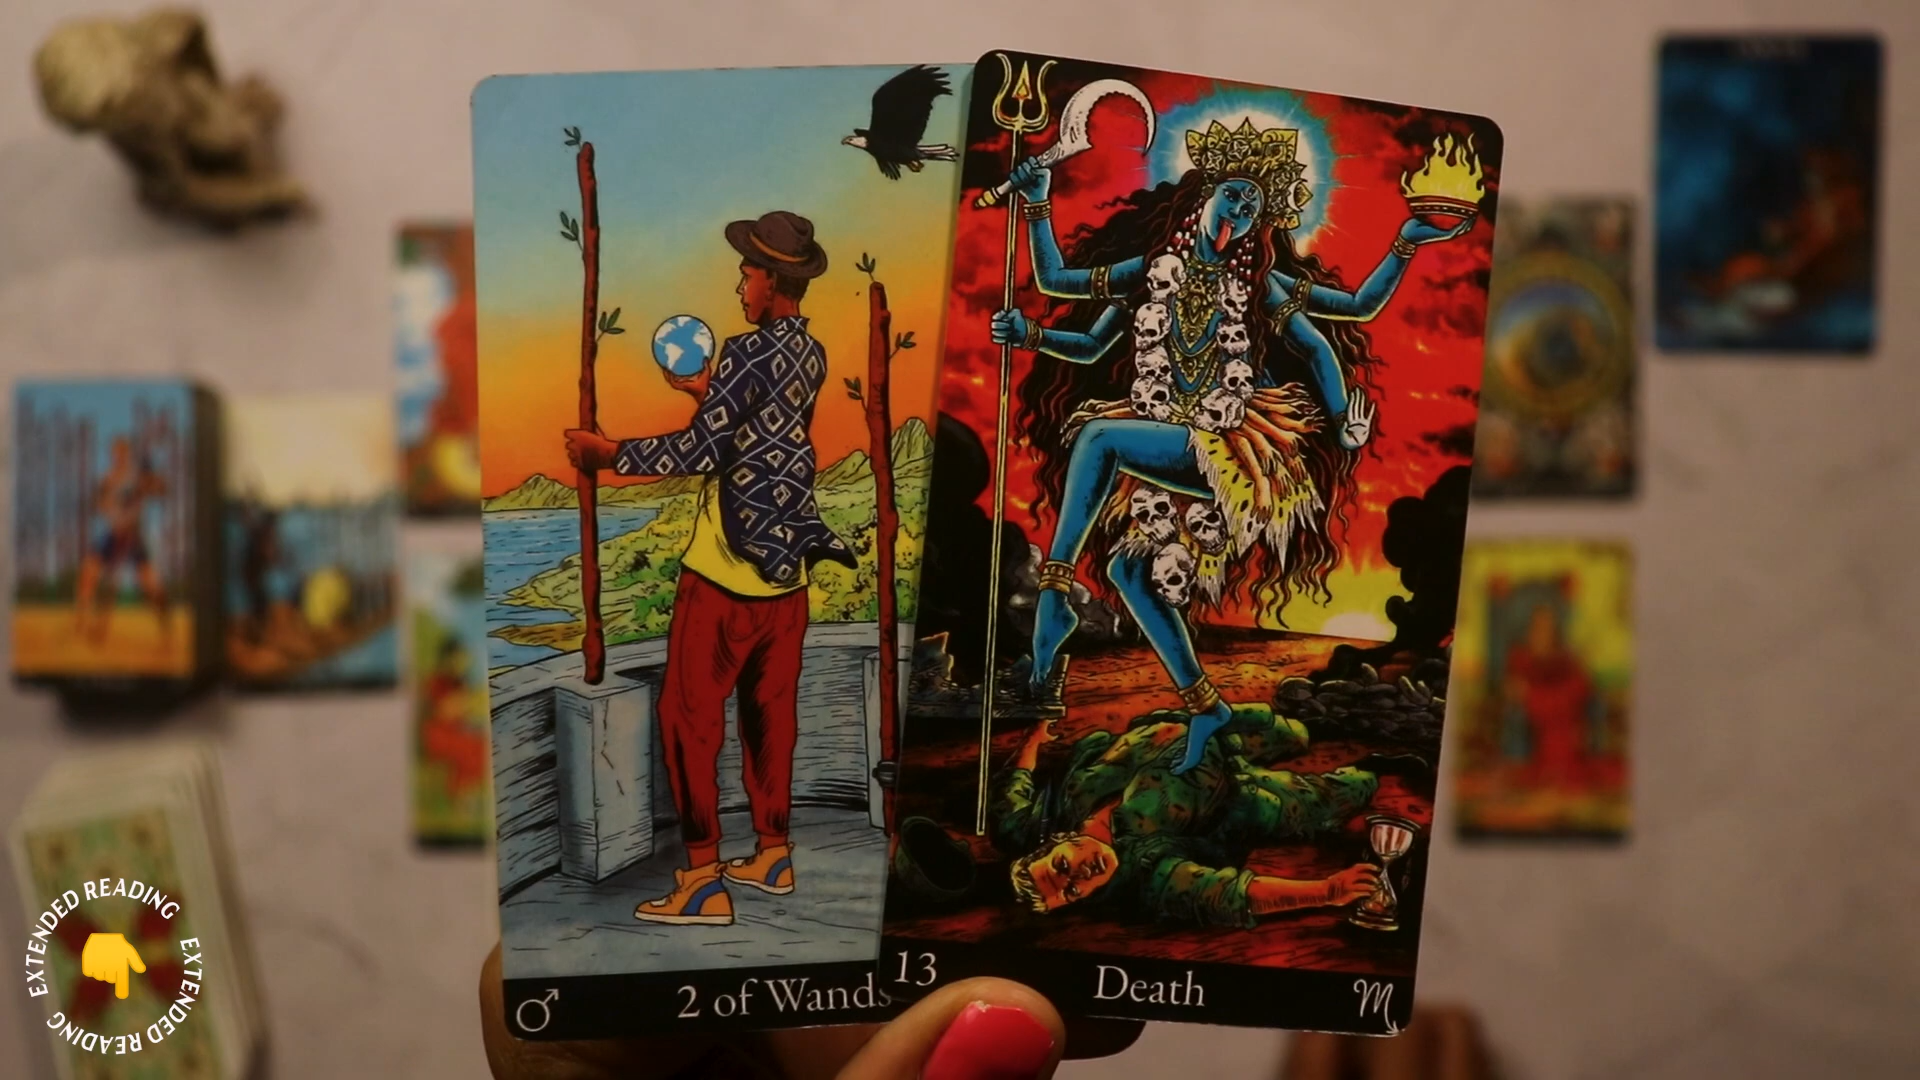 2 of Wands
13
Death
EXTENDED READING
EXTENDED READING